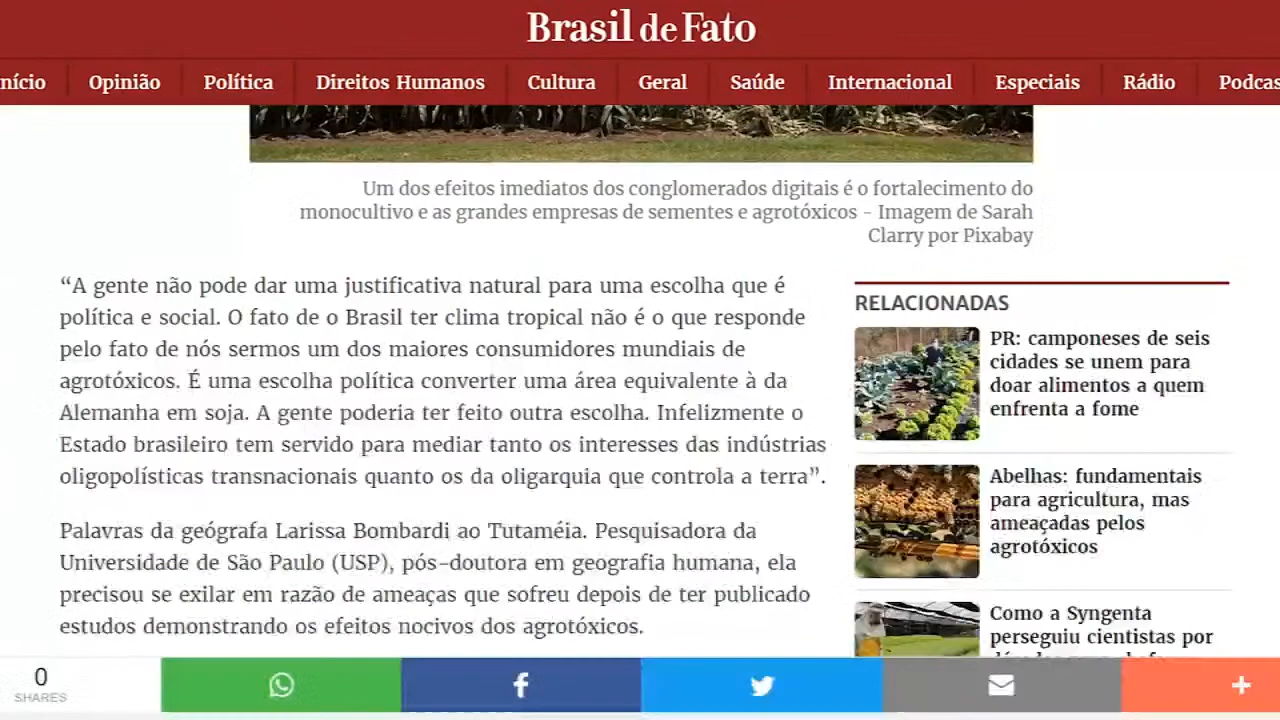 Brasil de Fato
nício
Opinião
Política
Direitos Humanos
Cultura
Geral
Saúde
Internacional
Especiais
Rádio
Podcas
Um dos efeitos imediatos dos conglomerados digitais é o fortalecimento do
monocultivo e as grandes empresas de sementes e agrotóxicos - Imagem de Sarah
Clarry por Pixabay
“A gente não pode dar uma justificativa natural para uma escolha que é
política e social. O fato de o Brasil ter clima tropical não é o que responde
pelo fato de nós sermos um dos maiores consumidores mundiais de
agrotóxicos. É uma escolha política converter uma área equivalente à da
Alemanha em soja. A gente poderia ter feito outra escolha. Infelizmente o
Estado brasileiro tem servido para mediar tanto os interesses das indústrias
oligopolísticas transnacionais quanto os da oligarquia que controla a terra”.
Palavras da geógrafa Larissa Bombardi ao Tutaméia. Pesquisadora da
Universidade de São Paulo (USP), pós-doutora em geografia humana, ela
precisou se exilar em razão de ameaças que sofreu depois de ter publicado
estudos demonstrando os efeitos nocivos dos agrotóxicos.
RELACIONADAS
PR: camponeses de seis
cidades se unem para
doar alimentos a quem
enfrenta a fome
Abelhas: fundamentais
para agricultura, mas
ameaçadas pelos
agrotóxicos
Como a Syngenta
perseguiu cientistas por
0
SHARES